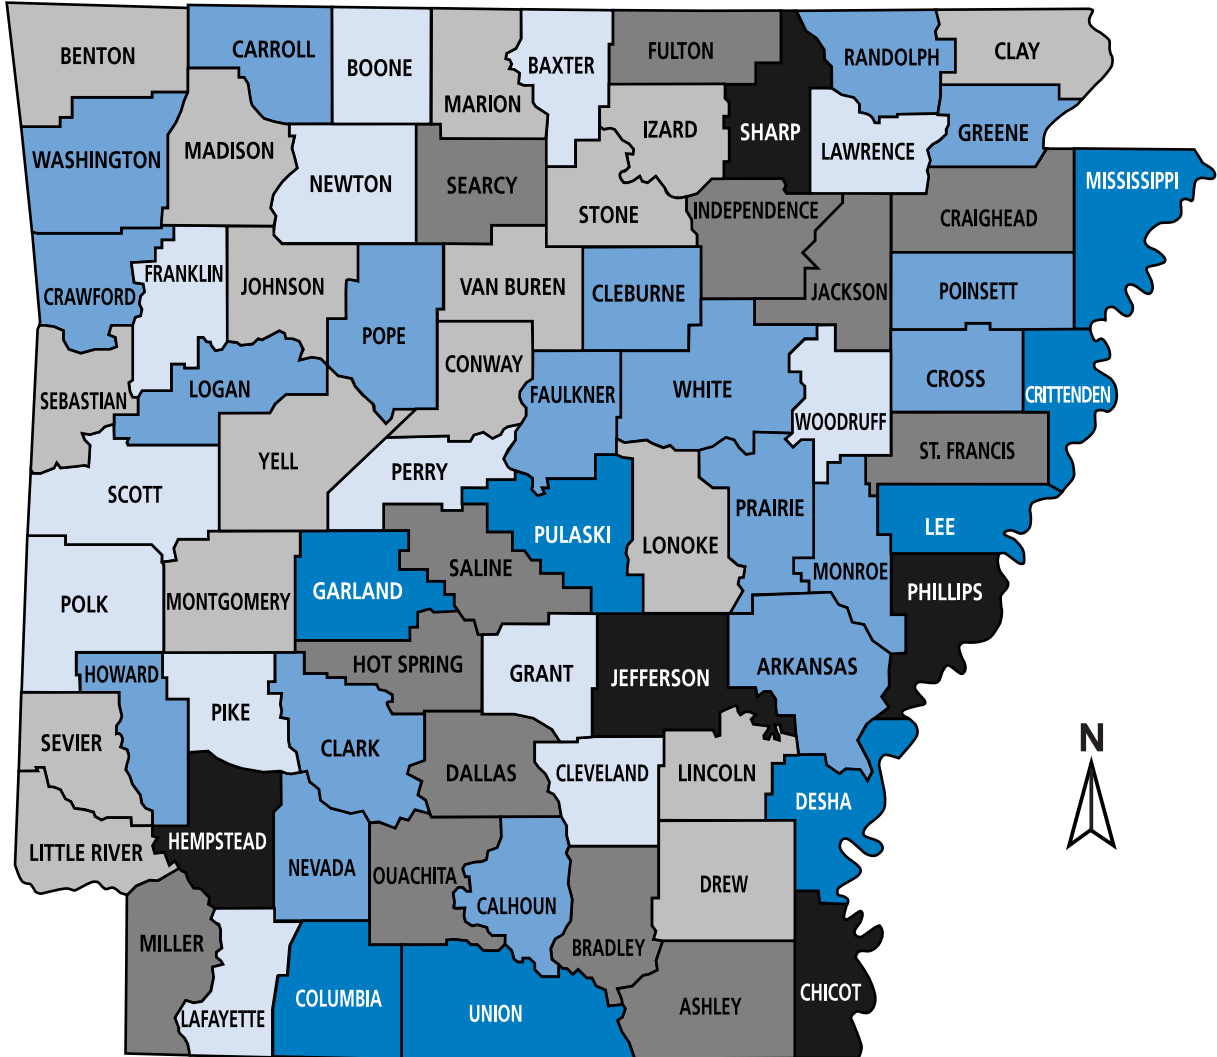 BENTON
CARROLL
BOONE
MARION
BAXTER
FULTON
SHARP
RANDOLPH
CLAY
WASHINGTON
MADISON
NEWTON
SEARCY
STONE
IZARD
LAWRENCE
GREENE
INDEPENDENCE
CRAIGHEAD
MISSISSIPPI
CRAWFORD
FRANKLIN
JOHNSON
POPE
VAN BUREN
CLEBURNE
JACKSON
POINSETT
SEBASTIAN
LOGAN
CONWAY
FAULKNER
WHITE
WOODRUFF
CROSS
CRITTENDEN
SCOTT
YELL
PERRY
PULASKI
LONOKE
PRAIRIE
ST. FRANCIS
LEE
POLK
MONTGOMERY
GARLAND
SALINE
MONROE
PHILLIPS
HOWARD
PIKE
HOT SPRING
GRANT
JEFFERSON
ARKANSAS
SEVIER
CLARK
DALLAS
CLEVELAND
LINCOLN
DESHA
N
LITTLE RIVER
HEMPSTEAD
NEVADA
OUACHITA
CALHOUN
DREW
MILLER
LAFAYETTE
COLUMBIA
UNION
BRADLEY
ASHLEY
CHICOT